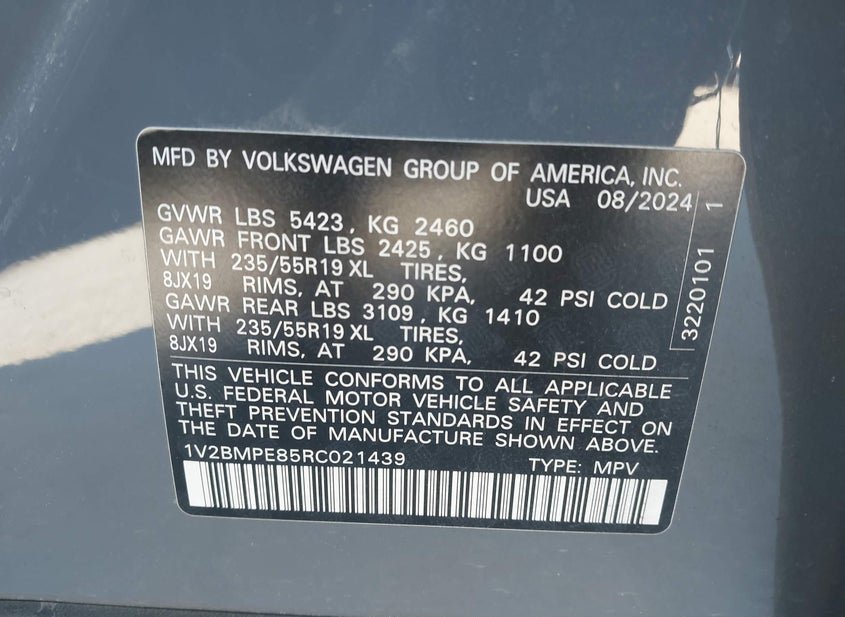 MFD BY VOLKSWAGEN GROUP OF AMERICA, INC.
USA 08/2024
GVWR LBS 5423, KG 2460
GAWR FRONT LBS 2425, KG 1100
WITH 235/55R19 XL TIRES,
8JX19 RIMS, AT 290 KPA, 42 PSI COLD
GAWR REAR LBS 3109, KG 1410
WITH 235/55R19 XL TIRES,
8JX19 RIMS, AT 290 KPA, 42 PSI COLD
3220101 1
THIS VEHICLE CONFORMS TO ALL APPLICABLE
U.S. FEDERAL MOTOR VEHICLE SAFETY AND
THEFT PREVENTION STANDARDS IN EFFECT ON
THE DATE OF MANUFACTURE SHOWN ABOVE.
1V2BMPE85RC021439 TYPE: MPV